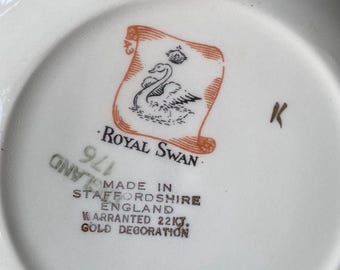 K
· ROYAL SWAN ·
176
MADE IN
STAFFORDSHIRE
ENGLAND
WARRANTED 22KT.
GOLD DECORATION